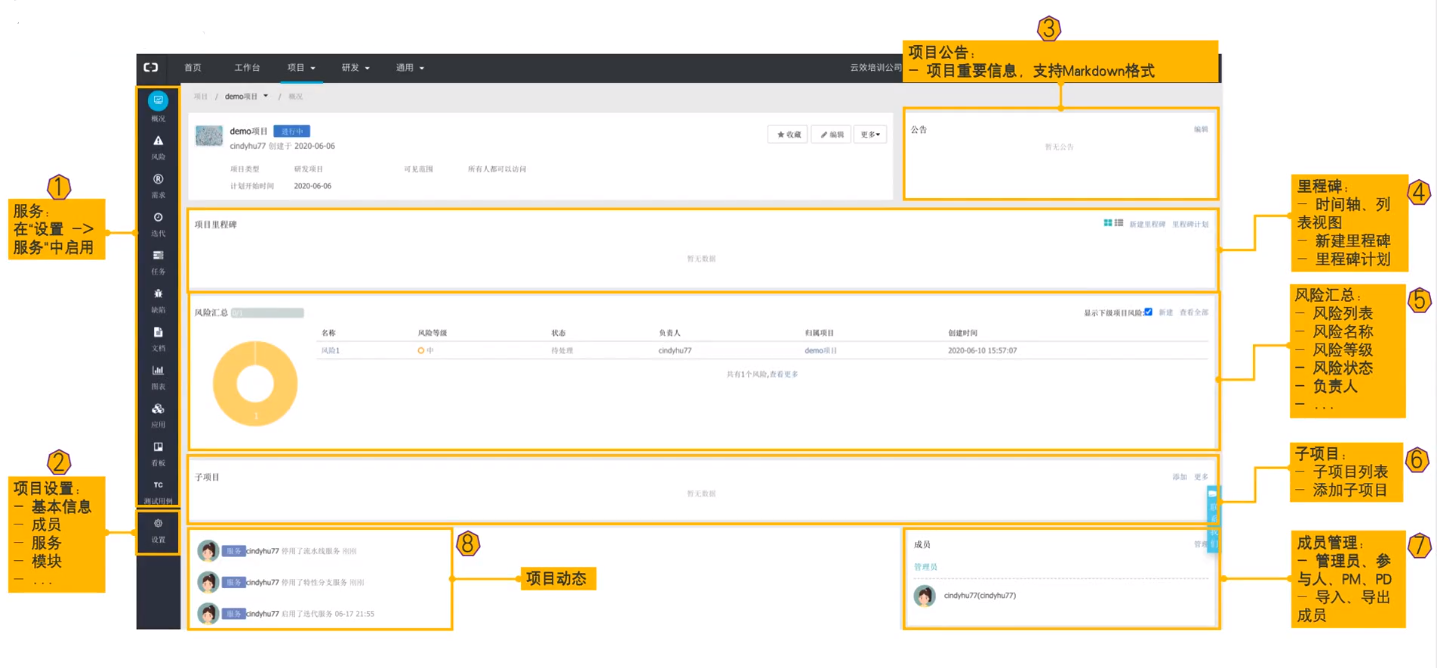 ③
项目公告:
- 项目重要信息，支持Markdown格式
首页 工作台 项目 研发 通用 云效培训公司
项目 / demo项目 / 概况
概况
风险
需求
迭代
任务
缺陷
文档
图表
应用
看板
TC
测试用例
设置
①
服务:
在"设置 ->
服务"中启用
②
项目设置:
- 基本信息
- 成员
- 服务
- 模块
- ...
demo项目 进行中
cindyhu77 创建于 2020-06-06
收藏 编辑 更多
项目类型 研发项目 可见范围 所有人都可以访问
计划开始时间 2020-06-06
公告 编辑
暂无公告
项目里程碑 新建里程碑 里程碑计划
暂无数据
④
里程碑:
- 时间轴、列
表视图
- 新建里程碑
- 里程碑计划
风险汇总 显示下级项目风险: 新建 查看全部
名称 风险等级 状态 负责人 归属项目 创建时间
风险1 中 待处理 cindyhu77 demo项目 2020-06-10 15:57:07
共有1个风险,查看更多
1
⑤
风险汇总:
- 风险列表
- 风险名称
- 风险等级
- 风险状态
- 负责人
- ...
子项目 添加 更多
暂无数据
⑥
子项目:
- 子项目列表
- 添加子项目
⑧
服务 cindyhu77 停用了流水线服务 刚刚
服务 cindyhu77 停用了特性分支服务 刚刚
服务 cindyhu77 启用了迭代服务 06-17 21:55
项目动态
成员
管理员
cindyhu77(cindyhu77)
⑦
成员管理:
- 管理员、参
与人、PM、PD
- 导入、导出
成员